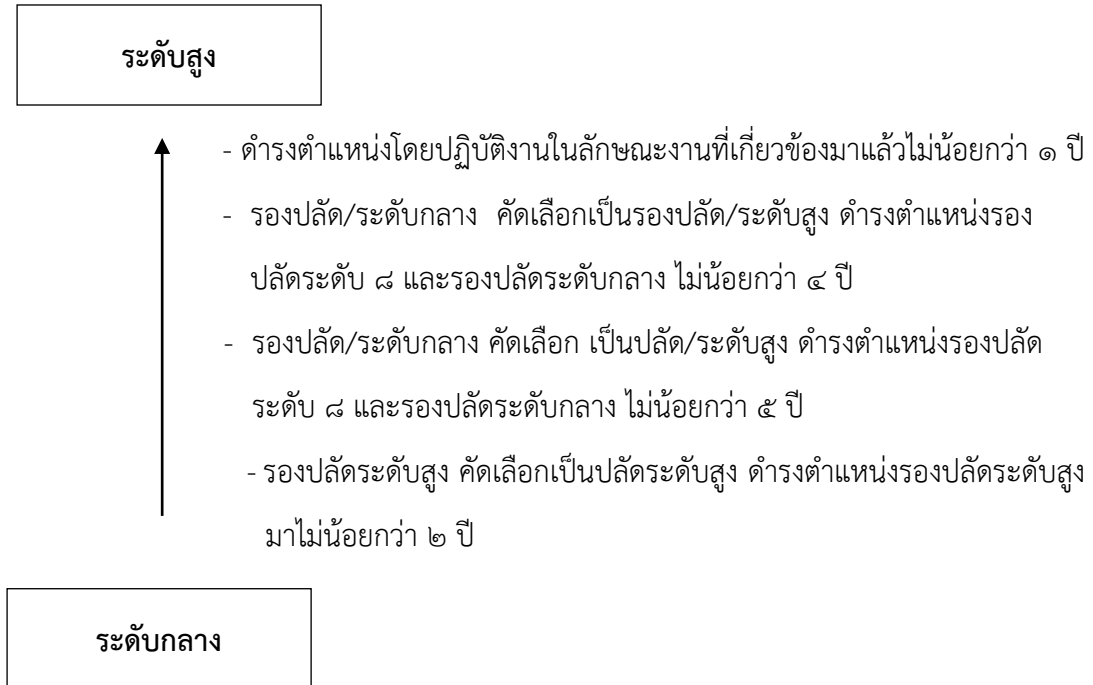 ระดับสูง
- ดำรงตำแหน่งโดยปฏิบัติงานในลักษณะงานที่เกี่ยวข้องมาแล้วไม่น้อยกว่า ๑ ปี
- รองปลัด/ระดับกลาง คัดเลือกเป็นรองปลัด/ระดับสูง ดำรงตำแหน่งรอง
ปลัดระดับ ๘ และรองปลัดระดับกลาง ไม่น้อยกว่า ๔ ปี
- รองปลัด/ระดับกลาง คัดเลือก เป็นปลัด/ระดับสูง ดำรงตำแหน่งรองปลัด
ระดับ ๘ และรองปลัดระดับกลาง ไม่น้อยกว่า ๕ ปี
- รองปลัดระดับสูง คัดเลือกเป็นปลัดระดับสูง ดำรงตำแหน่งรองปลัดระดับสูง
มาไม่น้อยกว่า ๒ ปี
ระดับกลาง